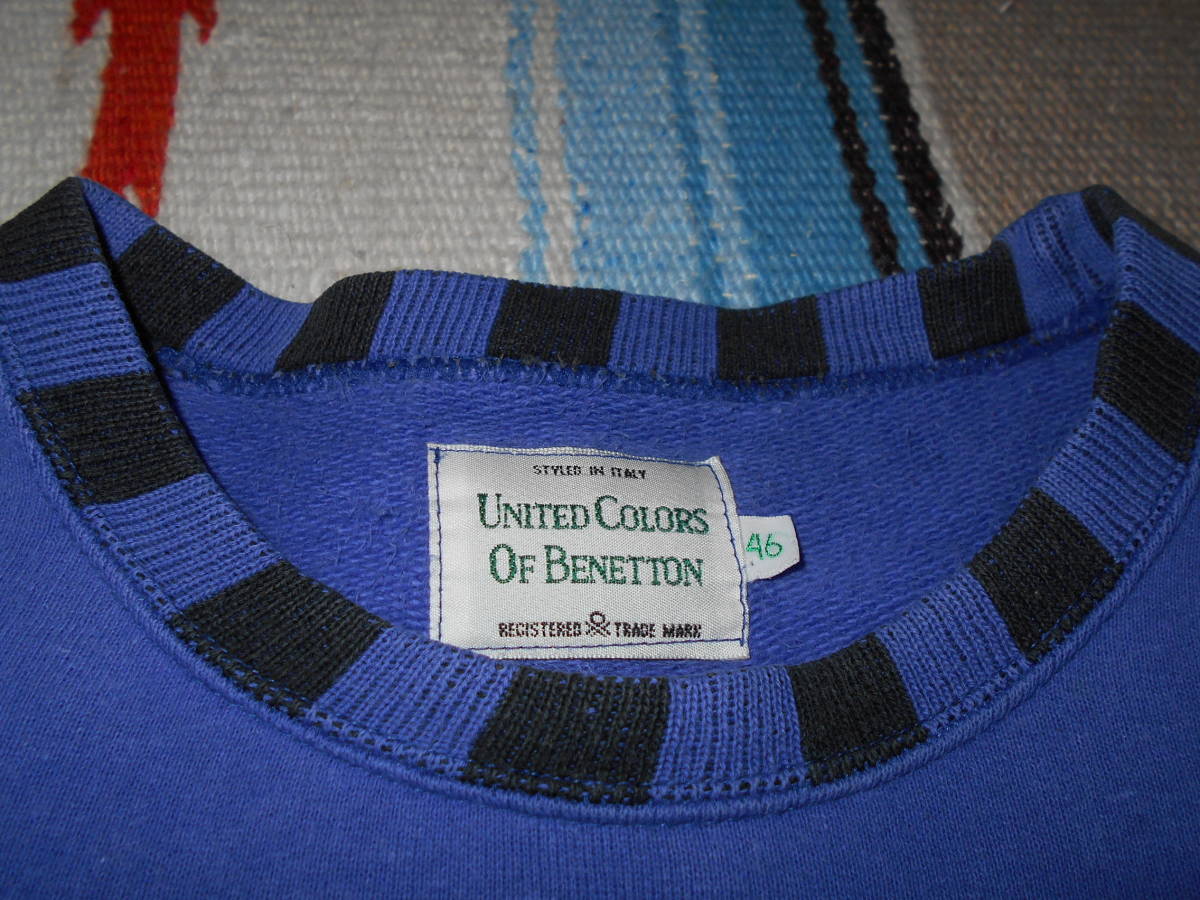 STYLED IN ITALY
UNITED COLORS
OF BENETTON
46
REGISTERED TRADE MARK